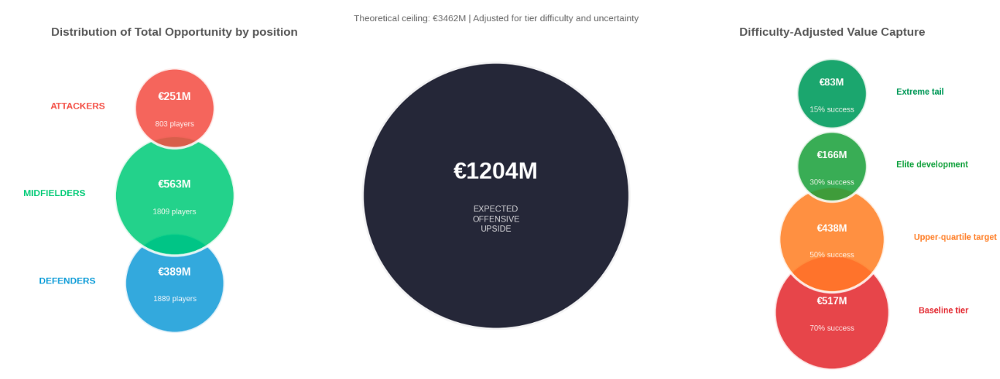 Theoretical ceiling: €3462M | Adjusted for tier difficulty and uncertainty
Distribution of Total Opportunity by position
ATTACKERS
€251M
803 players
MIDFIELDERS
€563M
1809 players
DEFENDERS
€389M
1889 players
€1204M
EXPECTED
OFFENSIVE
UPSIDE
Difficulty-Adjusted Value Capture
€83M
15% success
Extreme tail
€166M
30% success
Elite development
€438M
50% success
Upper-quartile target
€517M
70% success
Baseline tier